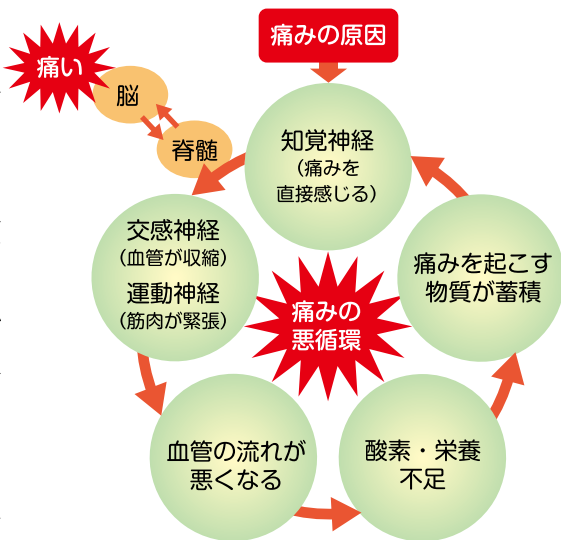 痛みの原因
痛い
脳
脊髄
知覚神経
（痛みを
直接感じる）
交感神経
（血管が収縮）
運動神経
（筋肉が緊張）
痛みを起こす
物質が蓄積
痛みの
悪循環
血管の流れが
悪くなる
酸素・栄養
不足